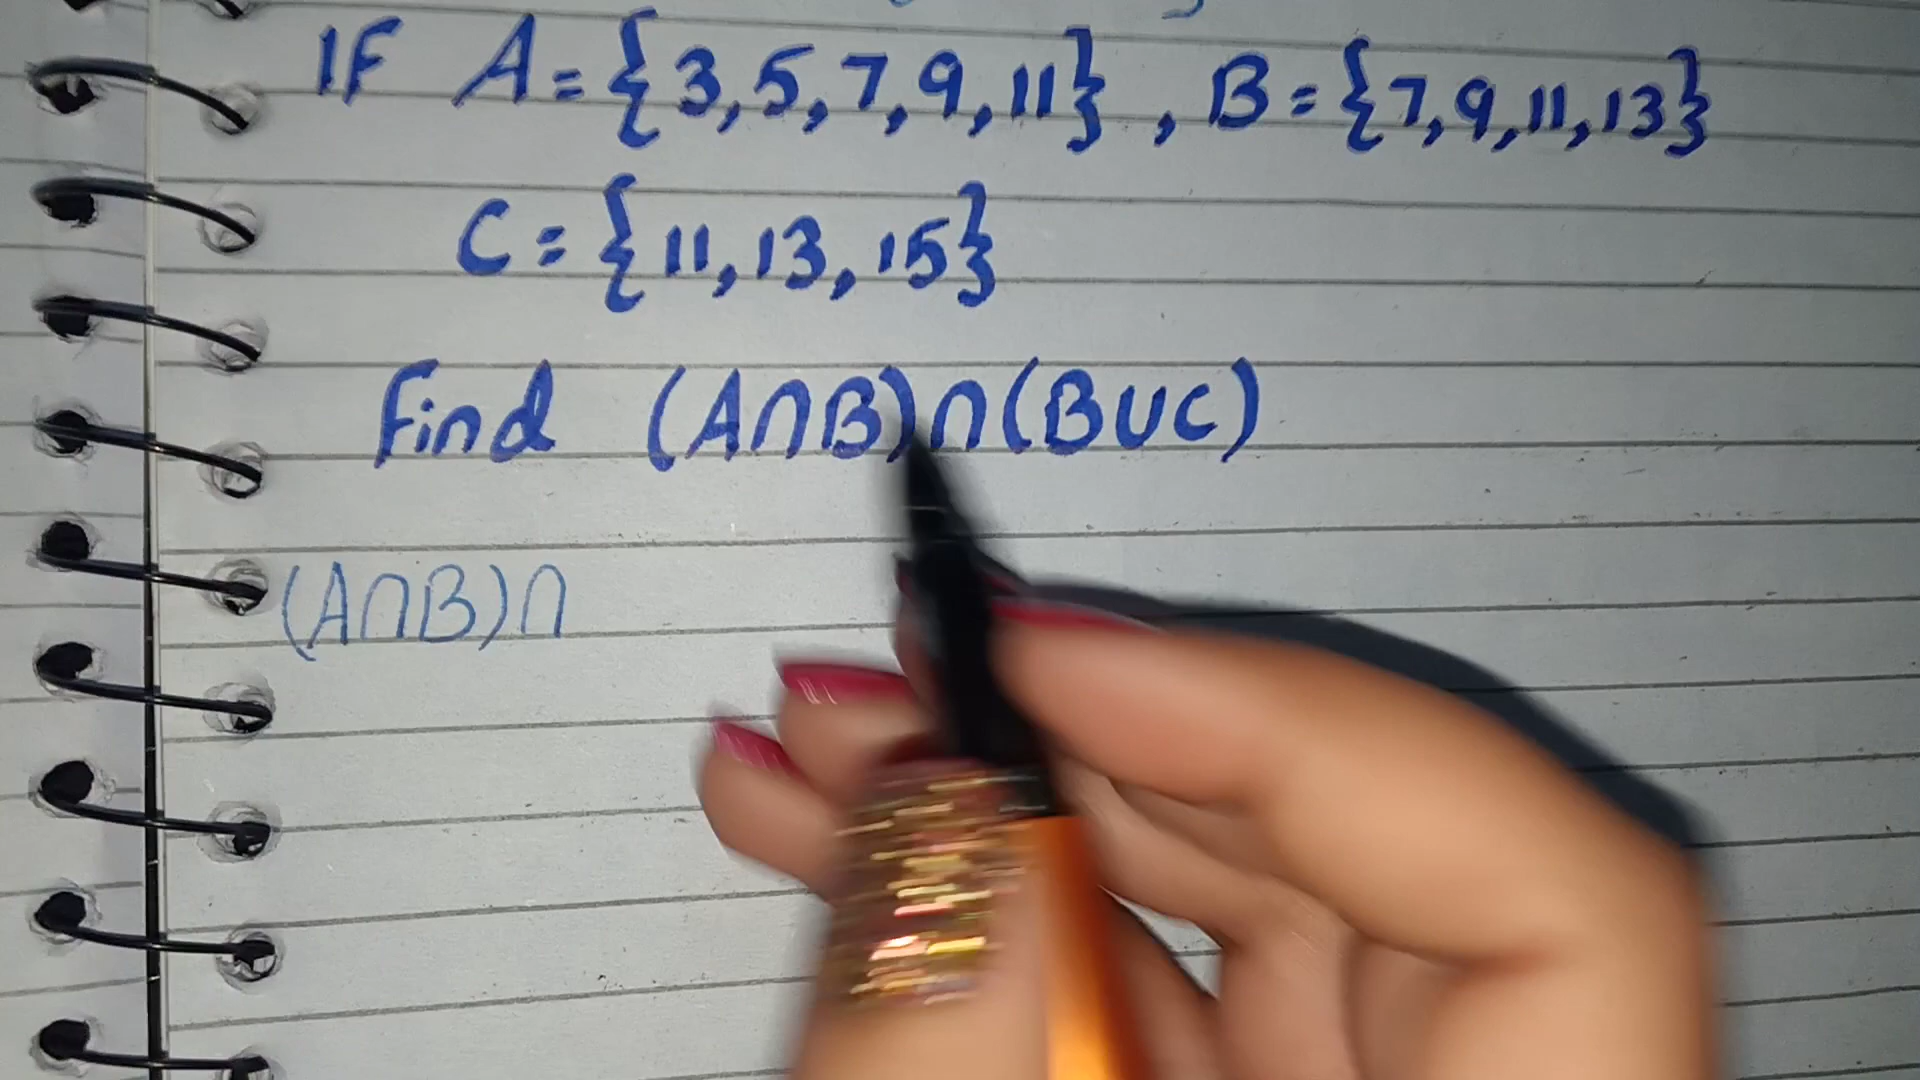 IF A = {3,5,7,9,11} , B = {7,9,11,13}
C = {11,13,15}
Find (A∩B)∩(B∪C)
(A∩B)∩